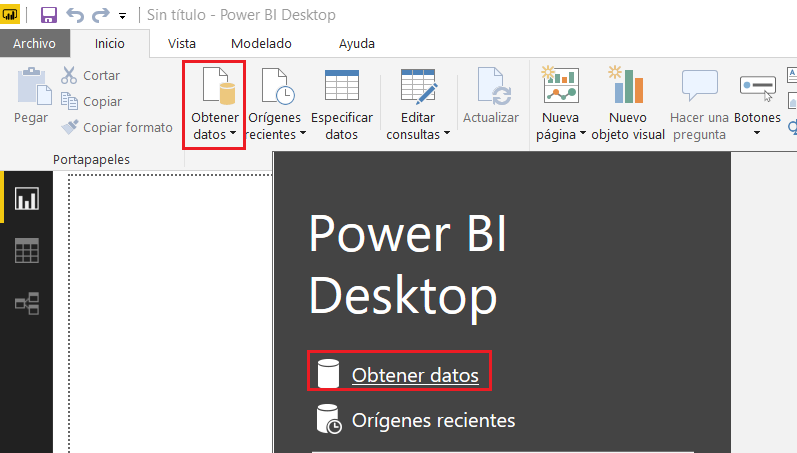 Sin título - Power BI Desktop
Archivo Inicio Vista Modelado Ayuda
Pegar
Cortar
Copiar
Copiar formato
Obtener
datos
Orígenes
recientes
Especificar
datos
Editar
consultas
Actualizar
Nueva
página
Nuevo
objeto visual
Hacer una
pregunta
Botones
Portapapeles
Power BI
Desktop
Obtener datos
Orígenes recientes